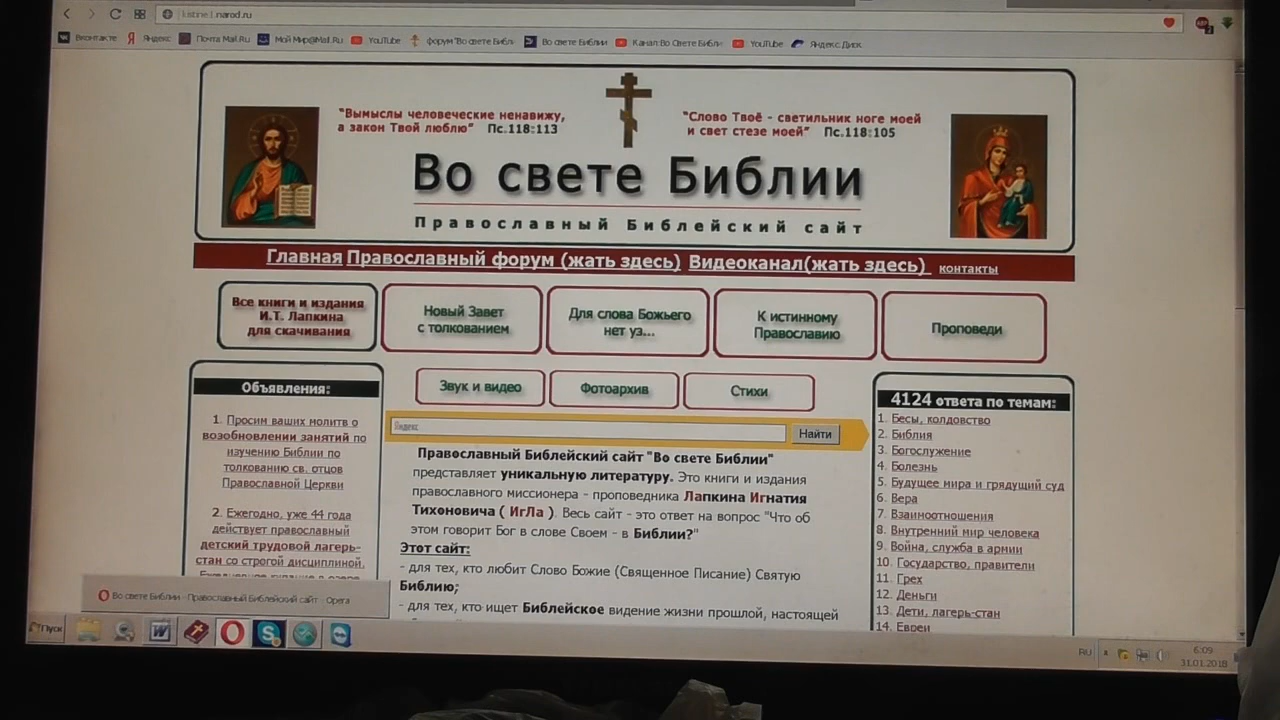 kistine1.narod.ru
Вконтакте Яндекс Почта Mail.Ru Мой Мир@Mail.Ru YouTube форум "Во свете Библ Во свете Библии Канал Во Свете Библи YouTube Яндекс.Диск
"Вымыслы человеческие ненавижу,
а закон Твой люблю" Пс.118:113
"Слово Твоё - светильник ноге моей
и свет стезе моей" Пс.118:105
Во свете Библии
Православный Библейский сайт
Главная Православный форум (жать здесь) Видеоканал(жать здесь) контакты
Все книги и издания
И.Т. Лапкина
для скачивания
Новый Завет
с толкованием
Для слова Божьего
нет уз...
К истинному
Православию
Проповеди
Звук и видео
Фотоархив
Стихи
Объявления:
1. Просим ваших молитв о
возобновлении занятий по
изучению Библии по
толкованию св. отцов
Православной Церкви
2. Ежегодно, уже 44 года
действует православный
детский трудовой лагерь-
стан со строгой дисциплиной.
Яндекс
Найти
Православный Библейский сайт "Во свете Библии"
представляет уникальную литературу. Это книги и издания
православного миссионера - проповедника Лапкина Игнатия
Тихоновича ( ИгЛа ). Весь сайт - это ответ на вопрос "Что об
этом говорит Бог в слове Своем - в Библии?"
Этот сайт:
- для тех, кто любит Слово Божие (Священное Писание) Святую
Библию;
- для тех, кто ищет Библейское видение жизни прошлой, настоящей
4124 ответа по темам:
1. Бесы, колдовство
2. Библия
3. Богослужение
4. Болезнь
5. Будущее мира и грядущий суд
6. Вера
7. Взаимоотношения
8. Внутренний мир человека
9. Война, служба в армии
10. Государство, правители
11. Грех
12. Деньги
13. Дети, лагерь-стан
14. Евреи
Во свете Библии - Православный Библейский сайт - Opera
Пуск
RU
6:09
31.01.2018